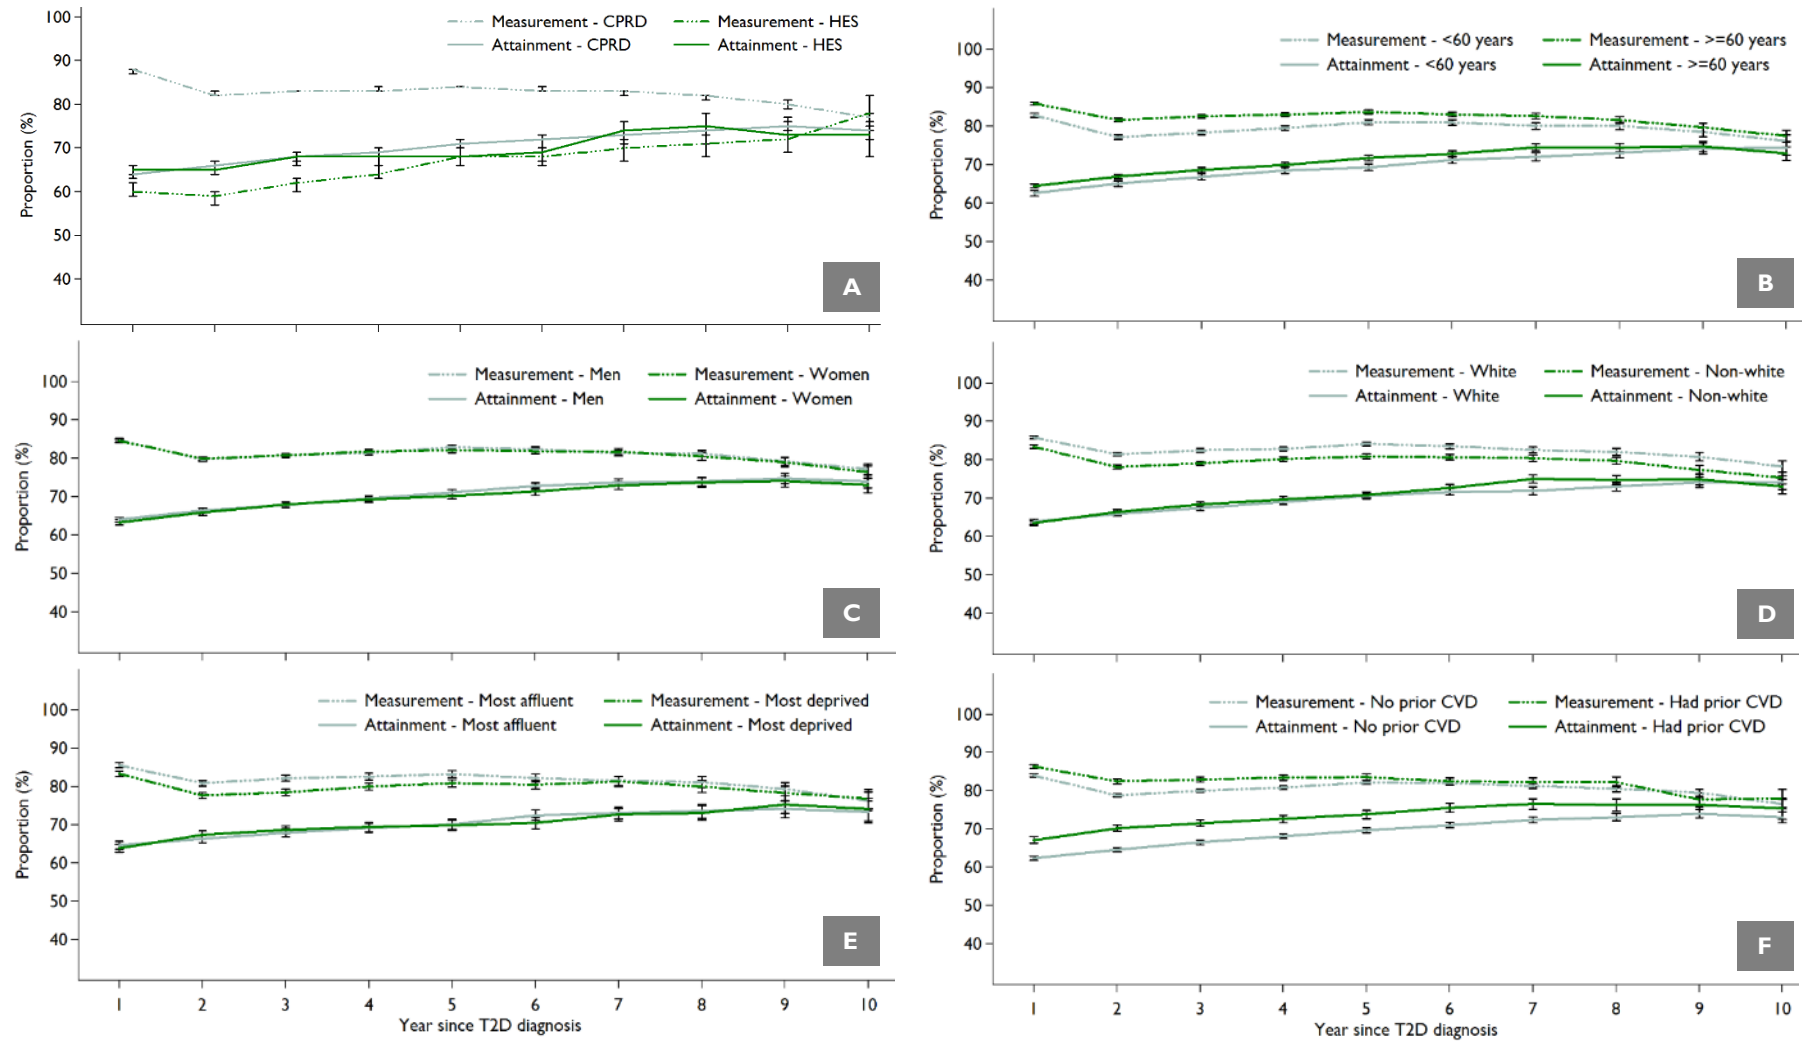 Measurement - CPRD Measurement - HES
Attainment - CPRD Attainment - HES
100
90
80
70
60
50
40
Proportion (%)
A
Measurement - <60 years Measurement - >=60 years
Attainment - <60 years Attainment - >=60 years
100
90
80
70
60
50
40
Proportion (%)
B
Measurement - Men Measurement - Women
Attainment - Men Attainment - Women
100
90
80
70
60
50
40
Proportion (%)
C
Measurement - White Measurement - Non-white
Attainment - White Attainment - Non-white
100
90
80
70
60
50
40
Proportion (%)
D
Measurement - Most affluent Measurement - Most deprived
Attainment - Most affluent Attainment - Most deprived
100
90
80
70
60
50
40
Proportion (%)
E
1 2 3 4 5 6 7 8 9 10
Year since T2D diagnosis
Measurement - No prior CVD Measurement - Had prior CVD
Attainment - No prior CVD Attainment - Had prior CVD
100
90
80
70
60
50
40
Proportion (%)
F
1 2 3 4 5 6 7 8 9 10
Year since T2D diagnosis